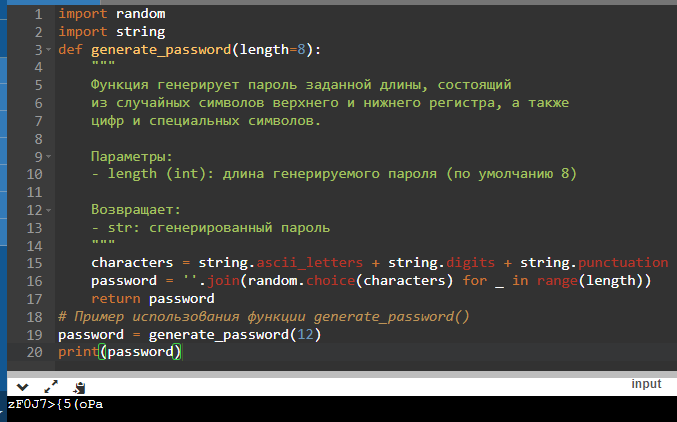 1 import random
2 import string
3 def generate_password(length=8):
4     """
5     Функция генерирует пароль заданной длины, состоящий
6     из случайных символов верхнего и нижнего регистра, а также
7     цифр и специальных символов.
8
9     Параметры:
10     - length (int): длина генерируемого пароля (по умолчанию 8)
11
12     Возвращает:
13     - str: сгенерированный пароль
14     """
15     characters = string.ascii_letters + string.digits + string.punctuation
16     password = ''.join(random.choice(characters) for _ in range(length))
17     return password
18 # Пример использования функции generate_password()
19 password = generate_password(12)
20 print(password)
input
zF0J7>{5(oPa